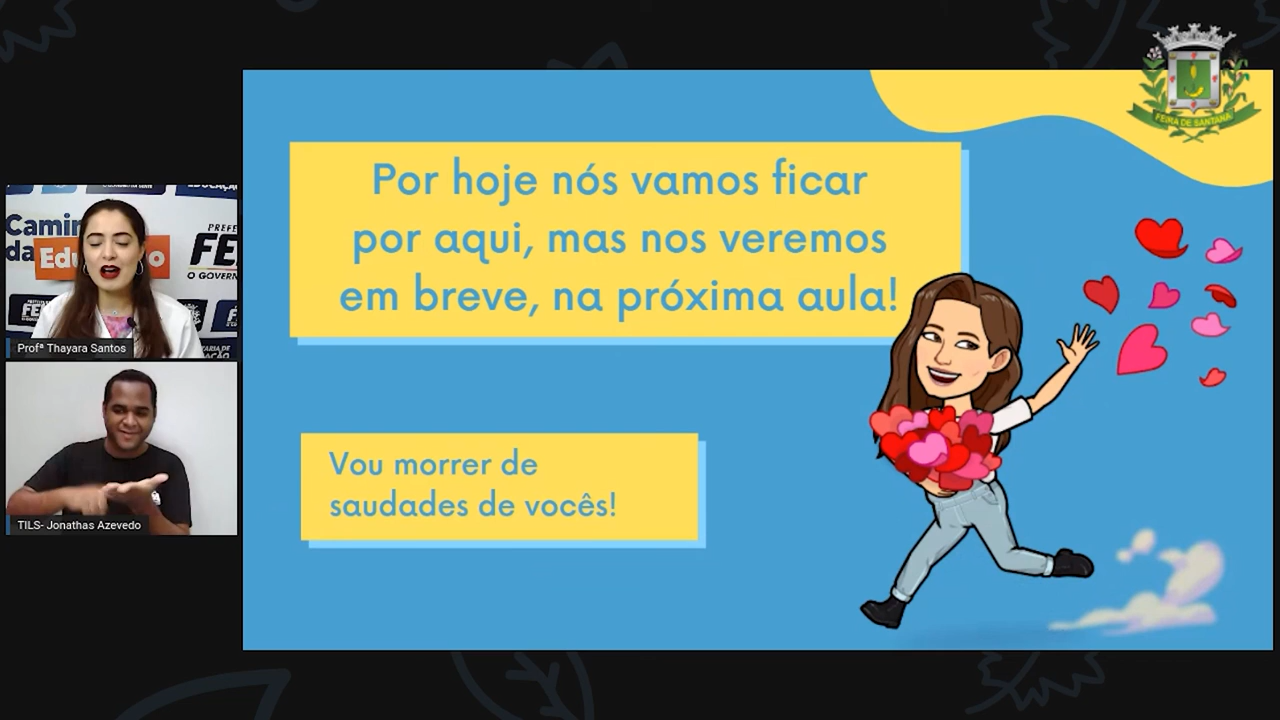 FEIRA DE SANTANA
Por hoje nós vamos ficar
por aqui, mas nos veremos
em breve, na próxima aula!
Vou morrer de
saudades de vocês!
Profª Thayara Santos
TILS- Jonathas Azevedo